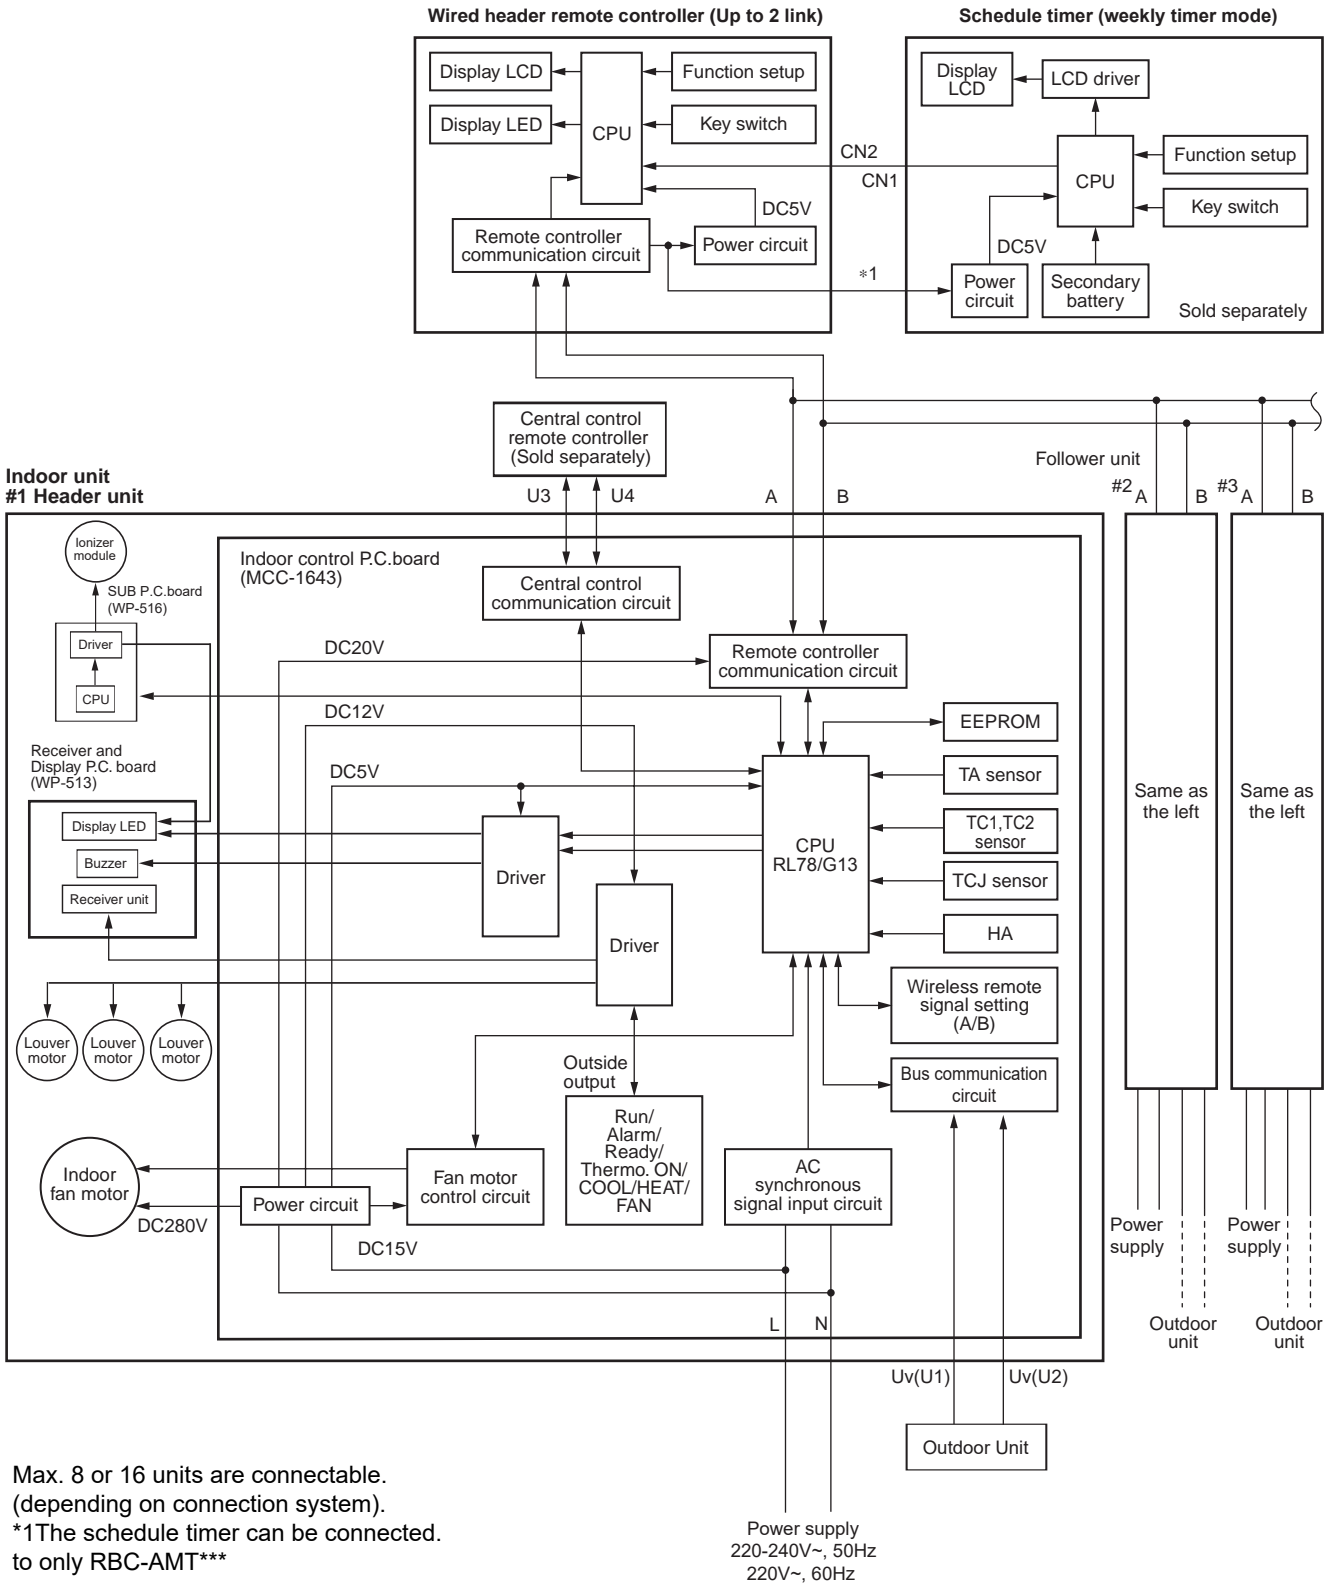 Wired header remote controller (Up to 2 link)
Display LCD
Display LED
CPU
Function setup
Key switch
DC5V
Remote controller
communication circuit
Power circuit
Schedule timer (weekly timer mode)
Display
LCD
LCD driver
CPU
Function setup
Key switch
DC5V
Power
circuit
Secondary
battery
Sold separately
CN2
CN1
*1
Central control
remote controller
(Sold separately)
U3
U4
A
B
Follower unit
#2
A
B
#3
A
B
Indoor unit
#1 Header unit
Ionizer
module
SUB P.C.board
(WP-516)
Driver
CPU
Receiver and
Display P.C. board
(WP-513)
Display LED
Buzzer
Receiver unit
Louver
motor
Louver
motor
Louver
motor
Indoor
fan motor
DC280V
Indoor control P.C.board
(MCC-1643)
Central control
communication circuit
DC20V
Remote controller
communication circuit
DC12V
DC5V
EEPROM
TA sensor
TC1,TC2
sensor
TCJ sensor
HA
CPU
RL78/G13
Driver
Driver
Wireless remote
signal setting
(A/B)
Bus communication
circuit
Outside
output
Run/
Alarm/
Ready/
Thermo. ON/
COOL/HEAT/
FAN
Fan motor
control circuit
Power circuit
DC15V
AC
synchronous
signal input circuit
L
N
Same as
the left
Same as
the left
Power
supply
Power
supply
Outdoor
unit
Outdoor
unit
Uv(U1)
Uv(U2)
Outdoor Unit
Max. 8 or 16 units are connectable.
(depending on connection system).
*1The schedule timer can be connected.
to only RBC-AMT***
Power supply
220-240V~, 50Hz
220V~, 60Hz